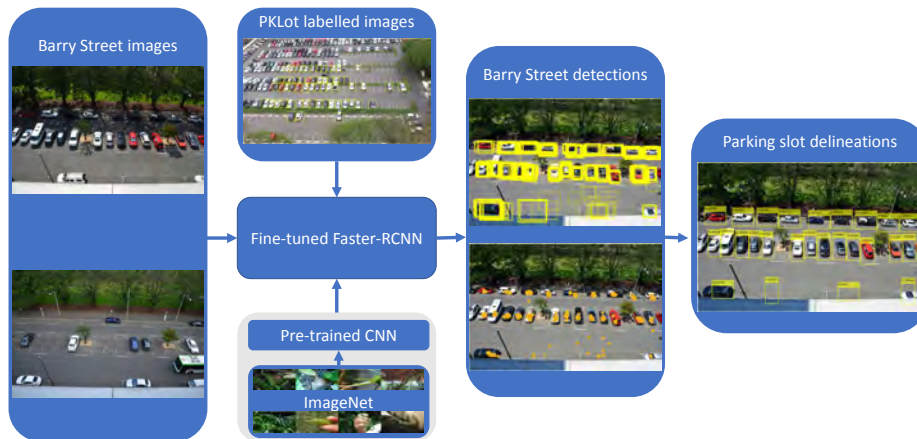 Barry Street images
PKLot labelled images
Fine-tuned Faster-RCNN
Pre-trained CNN
ImageNet
Barry Street detections
Parking slot delineations